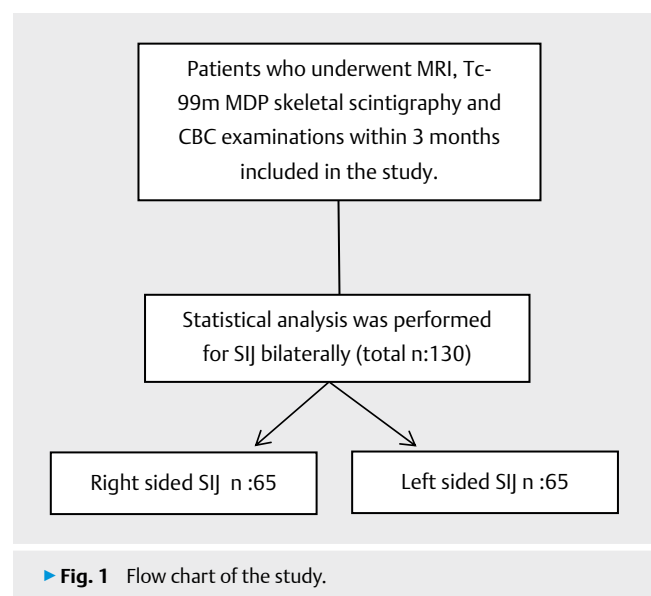 Patients who underwent MRI, Tc-
99m MDP skeletal scintigraphy and
CBC examinations within 3 months
included in the study.
Statistical analysis was performed
for SIJ bilaterally (total n:130)
Right sided SIJ  n :65
Left sided SIJ n :65
► Fig. 1 Flow chart of the study.